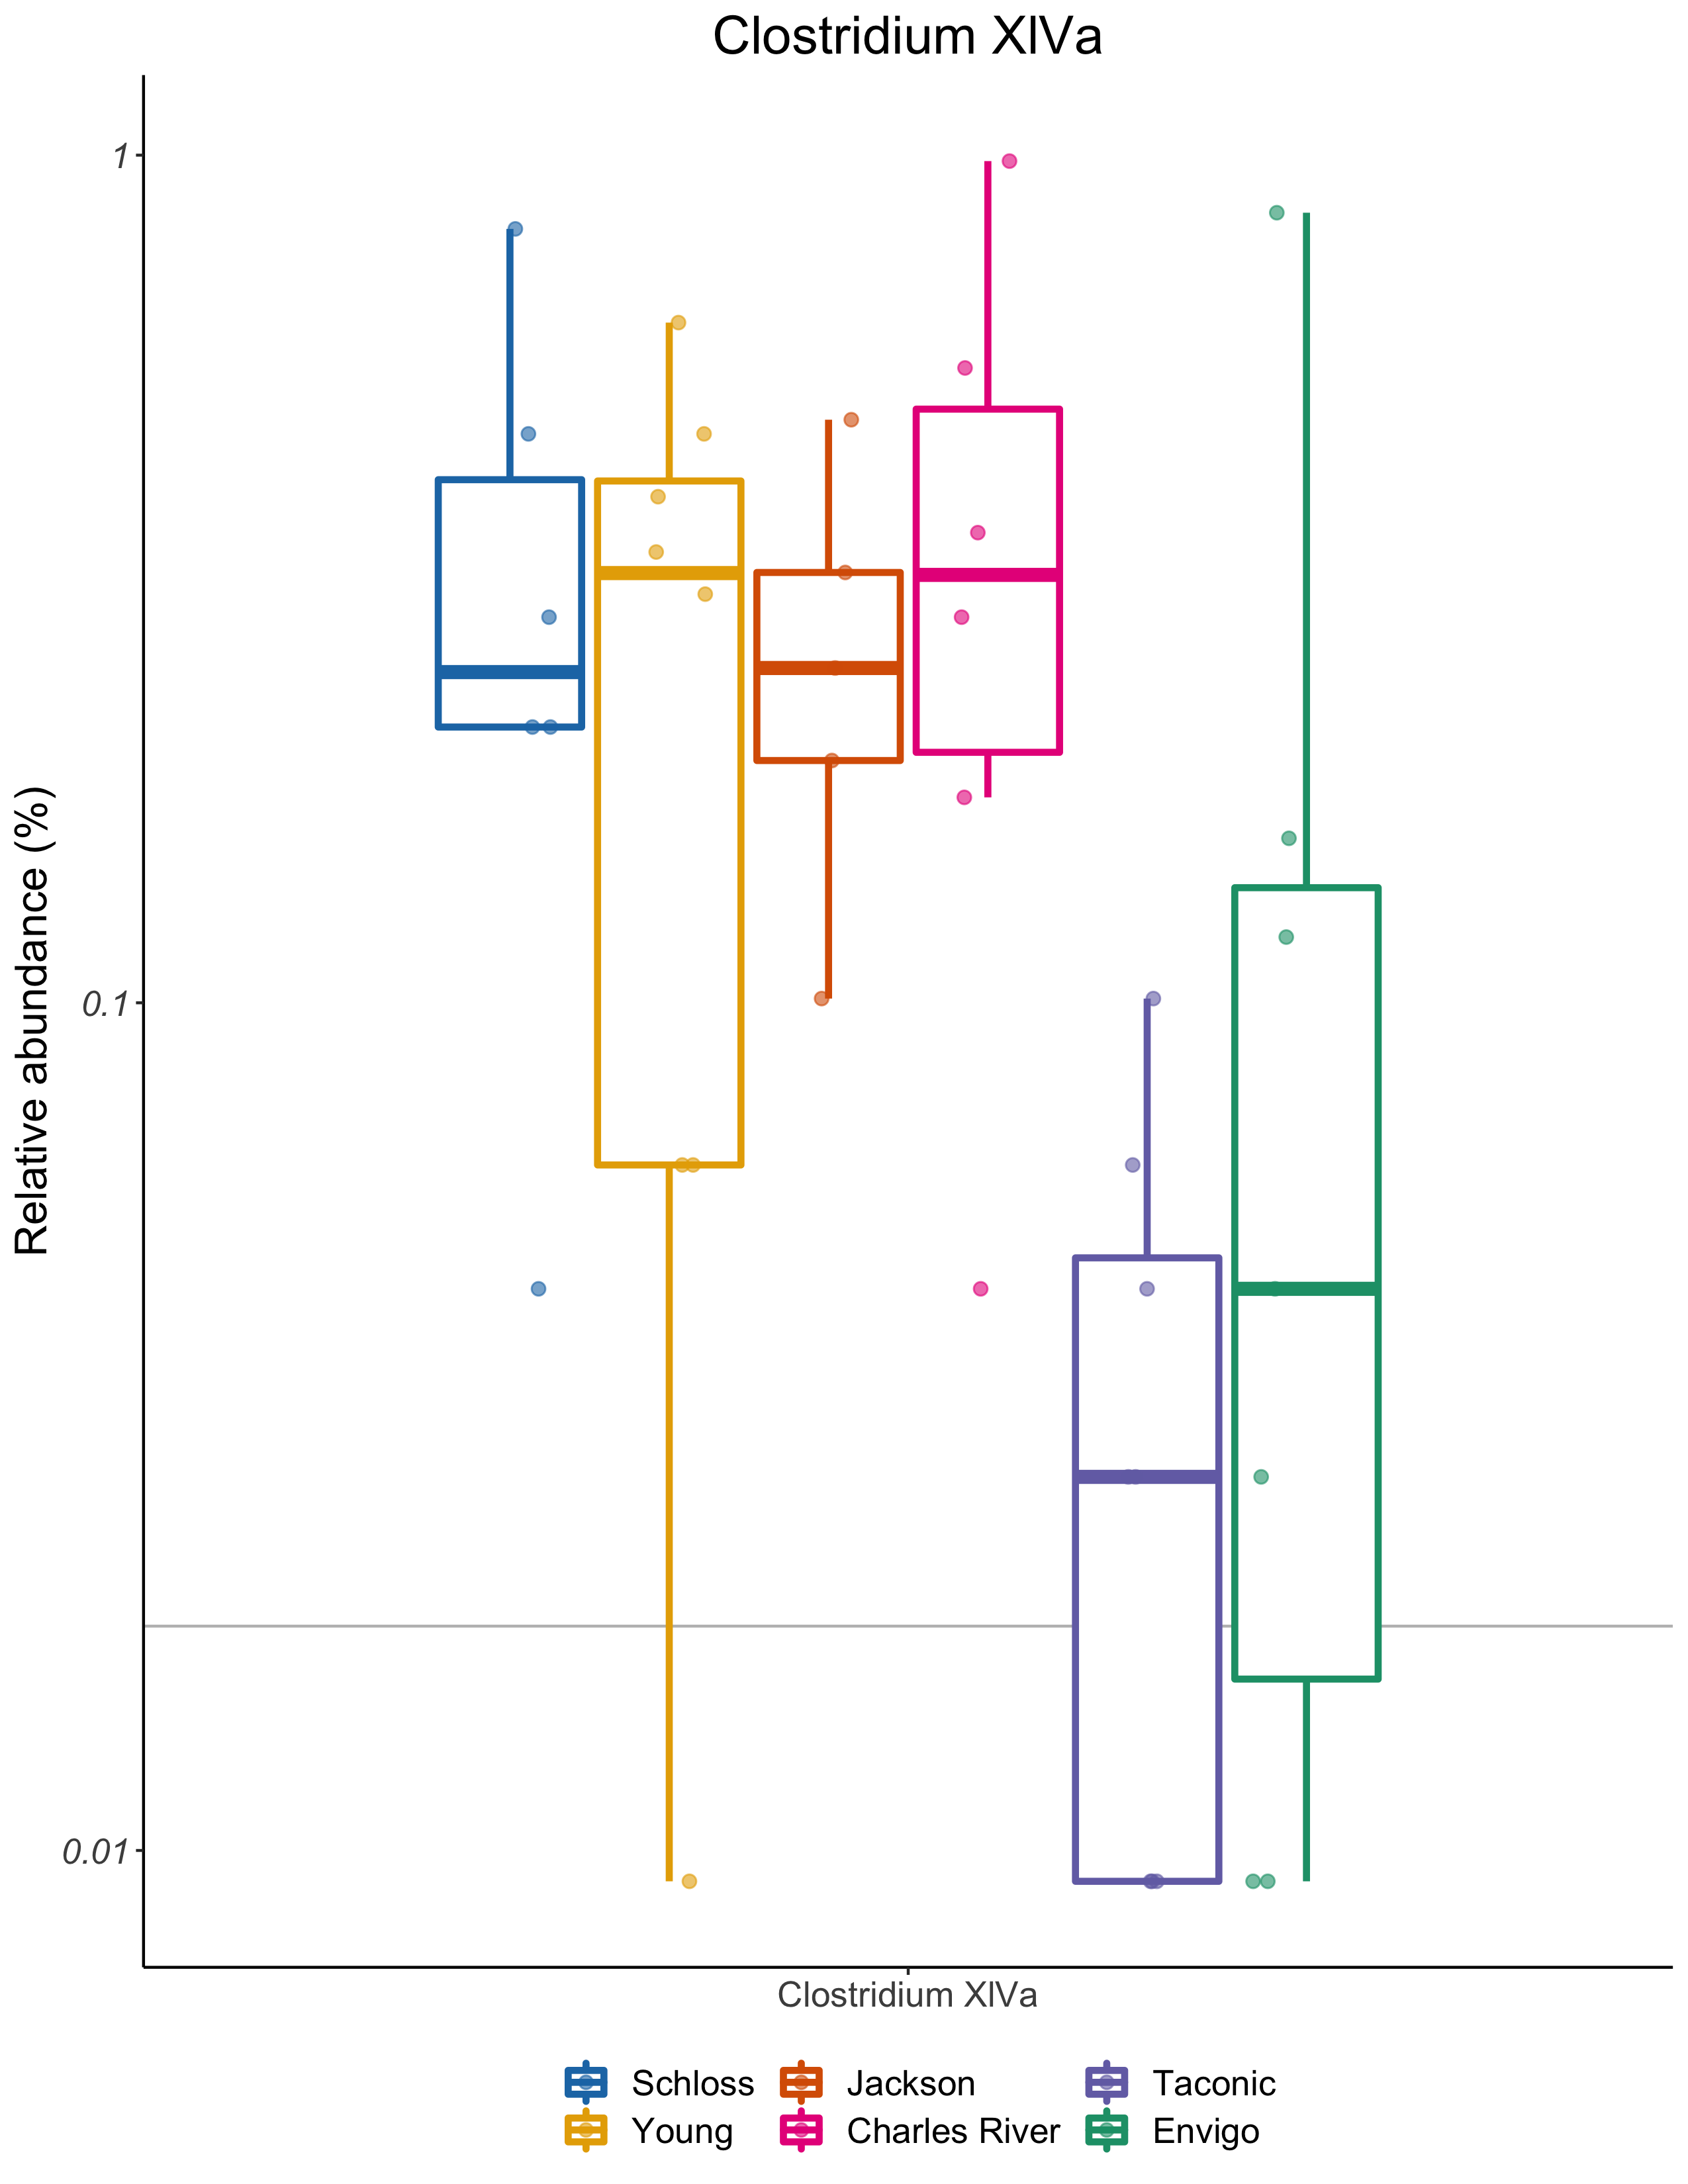 Clostridium XIVa
Relative abundance (%)
1
0.1
0.01
Clostridium XIVa
Schloss Jackson Taconic
Young Charles River Envigo